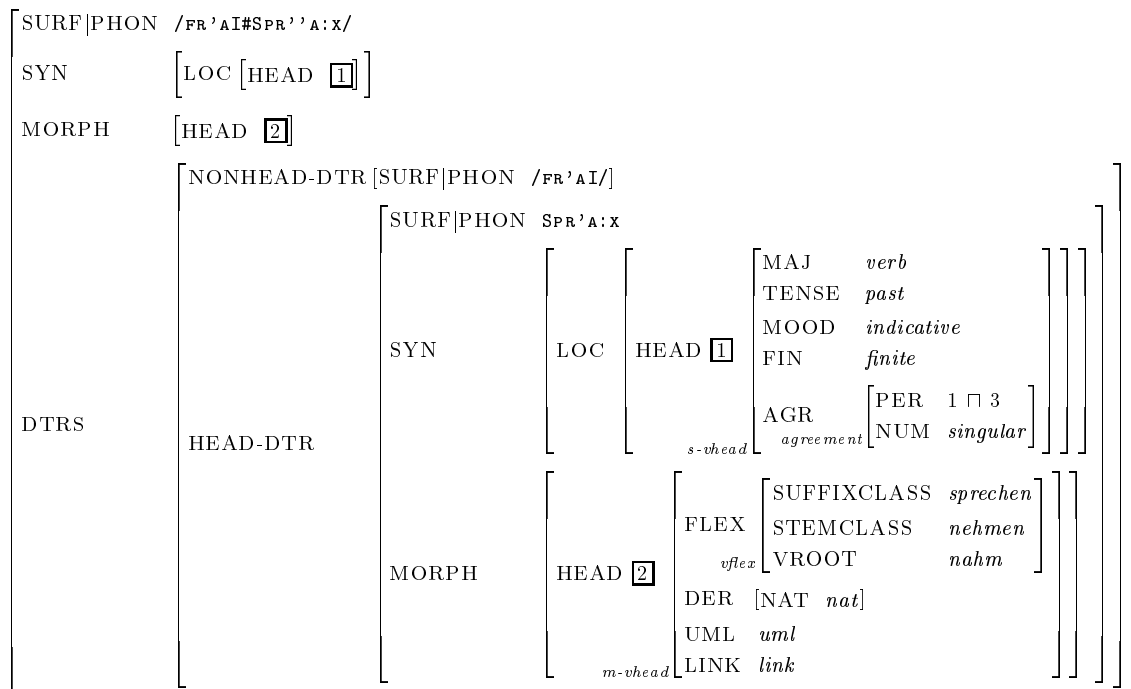 SURF|PHON /FR'AI#SPR''A:X/
SYN [LOC [HEAD 1]]
MORPH [HEAD 2]
NONHEAD-DTR [SURF|PHON /FR'AI/]
SURF|PHON SPR'A:X
MAJ verb
TENSE past
MOOD indicative
SYN LOC HEAD 1 FIN finite
AGR PER 1 ⊓ 3
agreement NUM singular
s-vhead
DTRS
HEAD-DTR
SUFFIXCLASS sprechen
FLEX STEMCLASS nehmen
vflex VROOT nahm
MORPH HEAD 2
DER [NAT nat]
UML uml
m-vhead LINK link